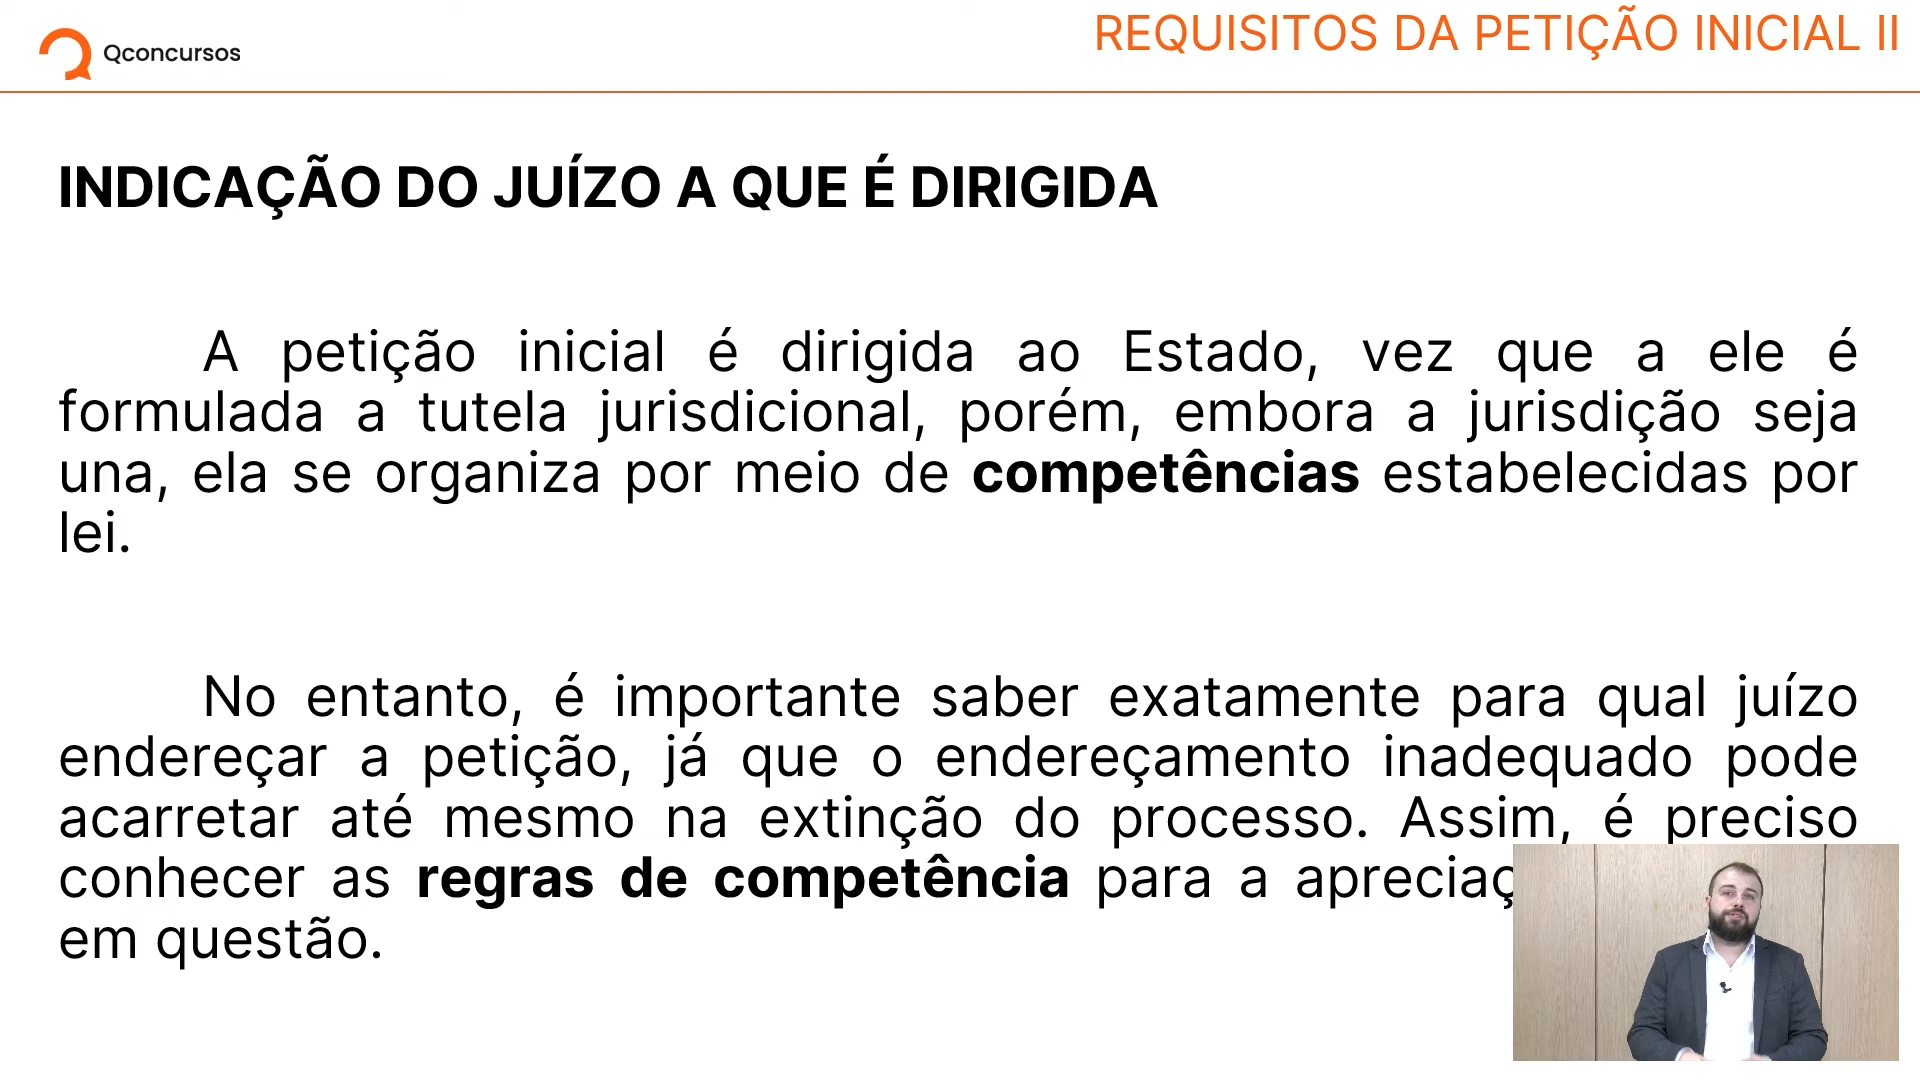 Qconcursos
REQUISITOS DA PETIÇÃO INICIAL II
INDICAÇÃO DO JUÍZO A QUE É DIRIGIDA
A petição inicial é dirigida ao Estado, vez que a ele é
formulada a tutela jurisdicional, porém, embora a jurisdição seja
una, ela se organiza por meio de competências estabelecidas por
lei.
No entanto, é importante saber exatamente para qual juízo
endereçar a petição, já que o endereçamento inadequado pode
acarretar até mesmo na extinção do processo. Assim, é preciso
conhecer as regras de competência para a
em questão.